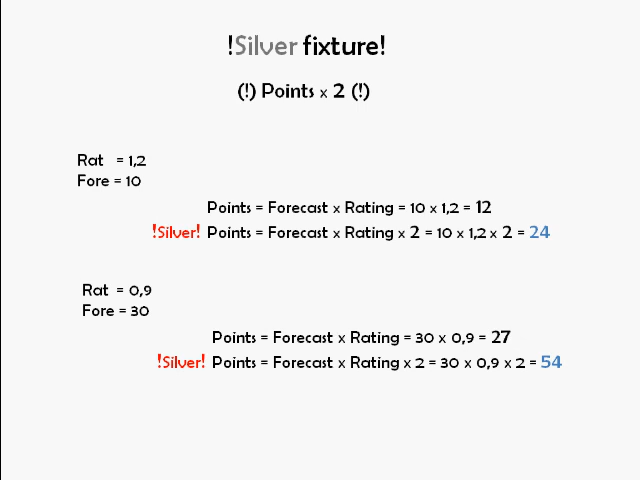 !Silver fixture!
(!) Points x 2 (!)
Rat = 1,2
Fore = 10
Points = Forecast x Rating = 10 x 1,2 = 12
!Silver! Points = Forecast x Rating x 2 = 10 x 1,2 x 2 = 24
Rat = 0,9
Fore = 30
Points = Forecast x Rating = 30 x 0,9 = 27
!Silver! Points = Forecast x Rating x 2 = 30 x 0,9 x 2 = 54